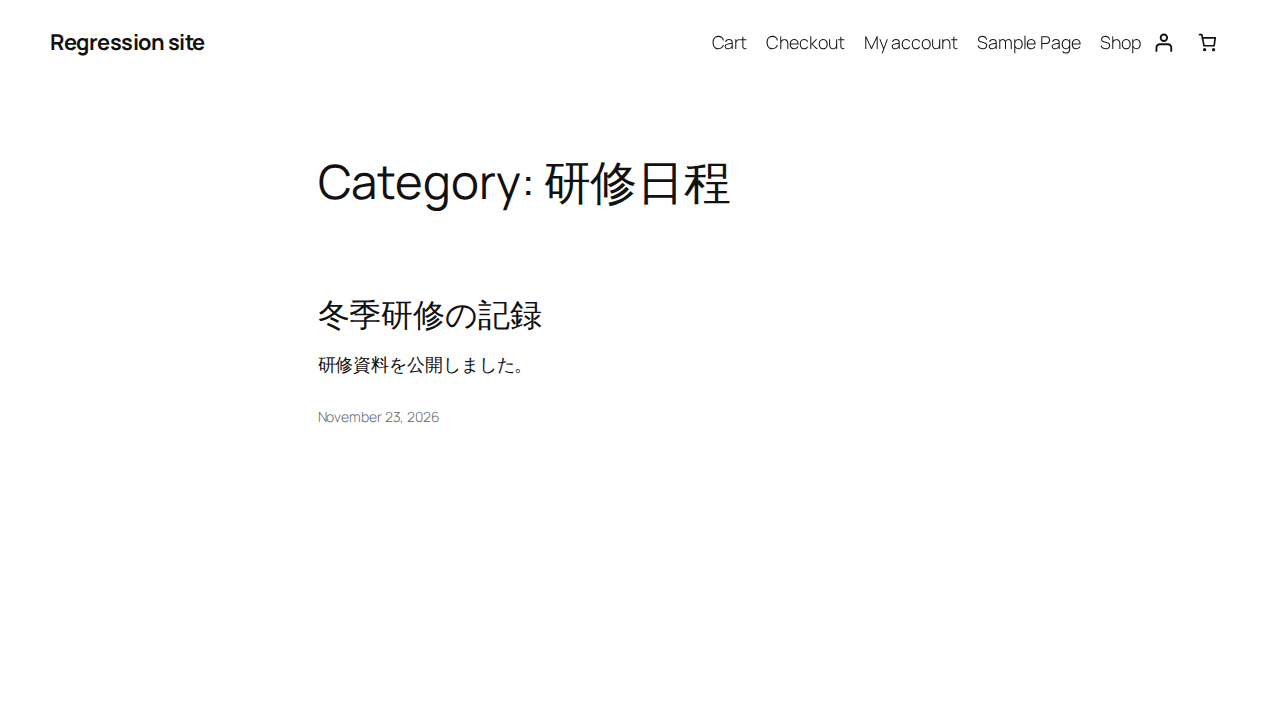 Regression site
Cart Checkout My account Sample Page Shop
Category: 研修日程
冬季研修の記録
研修資料を公開しました。
November 23, 2026